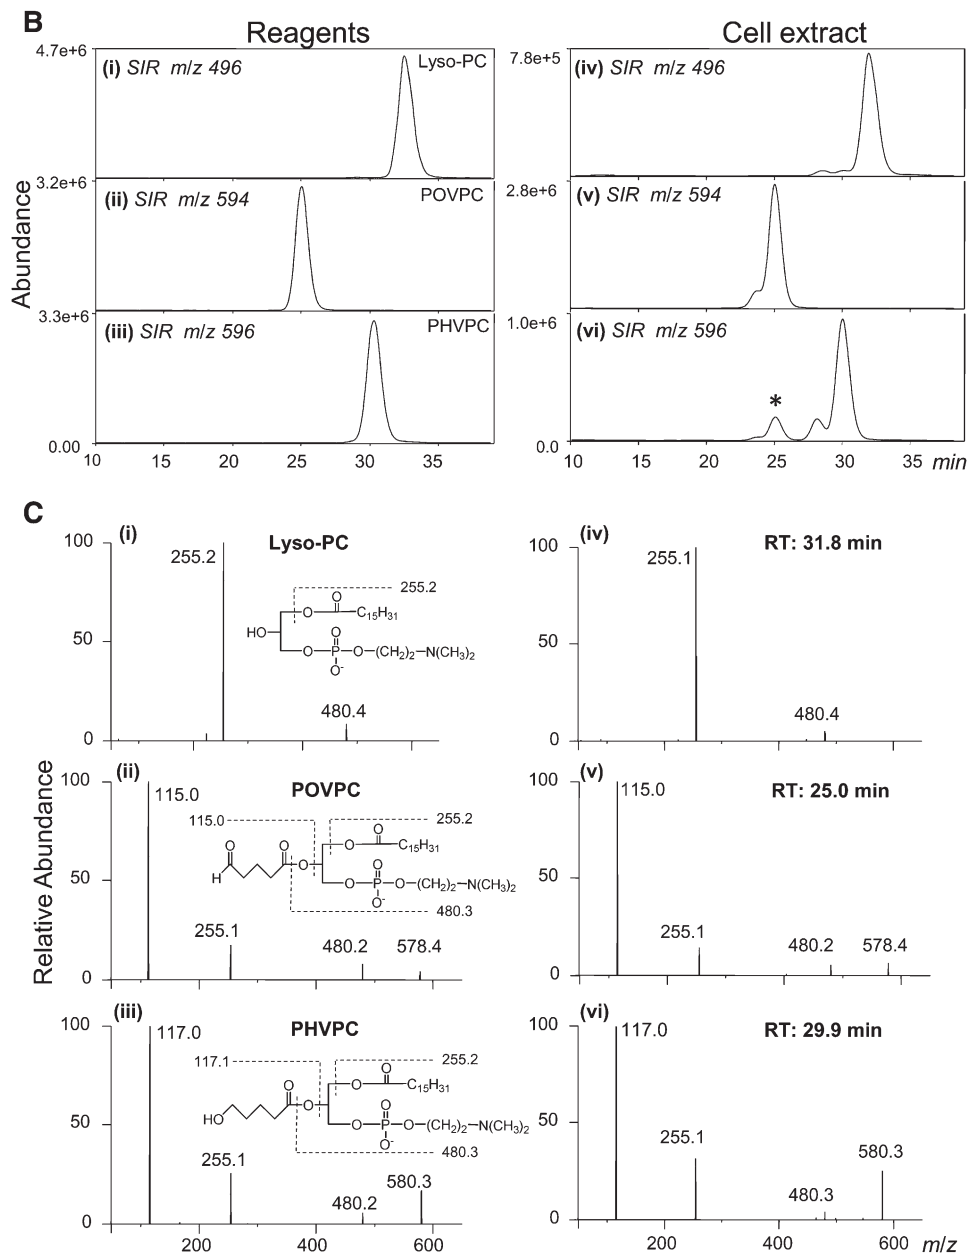 B
Reagents
Cell extract
Abundance
4.7e+6
(i) SIR m/z 496
Lyso-PC
3.2e+6
(ii) SIR m/z 594
POVPC
3.3e+6
(iii) SIR m/z 596
PHVPC
0.00
10 15 20 25 30 35
7.8e+5
(iv) SIR m/z 496
2.8e+6
(v) SIR m/z 594
1.0e+6
(vi) SIR m/z 596
*
0.0
10 15 20 25 30 35 min
C
Relative Abundance
(i)
Lyso-PC
100
50
0
255.2
480.4
255.2
O
O
C15H31
HO
O
O
P
O
(CH2)2
N(CH3)2
O-
(iv)
RT: 31.8 min
100
50
0
255.1
480.4
(ii)
POVPC
100
50
0
115.0
255.1
480.2
578.4
115.0
255.2
O
O
O
H
O
O
C15H31
O
O
P
O
(CH2)2
N(CH3)2
O-
480.3
(v)
RT: 25.0 min
100
50
0
115.0
255.1
480.2
578.4
(iii)
PHVPC
100
50
0
117.0
255.1
480.2
580.3
117.1
255.2
O
O
HO
O
O
C15H31
O
O
P
O
(CH2)2
N(CH3)2
O-
480.3
200 400 600
(vi)
RT: 29.9 min
100
50
0
117.0
255.1
480.3
580.3
200 400 600 m/z